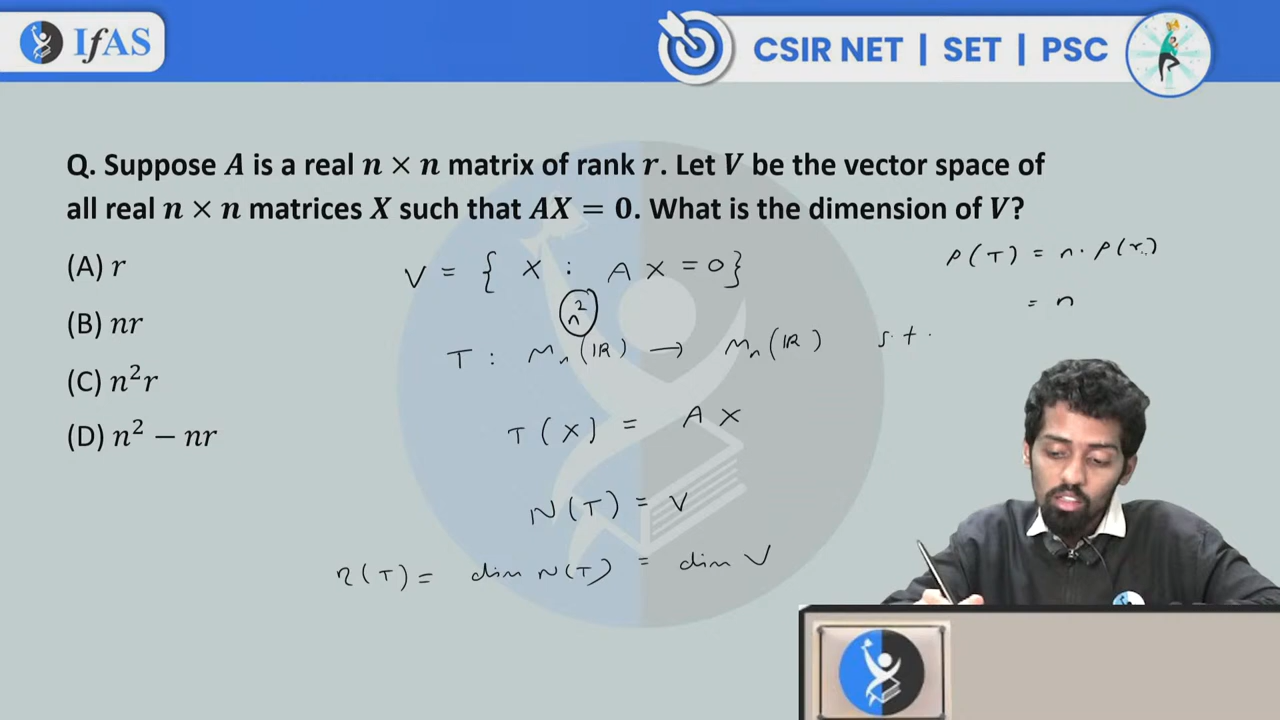 IfAS
CSIR NET | SET | PSC
Q. Suppose A is a real n × n matrix of rank r. Let V be the vector space of
all real n × n matrices X such that AX = 0. What is the dimension of V?
(A) r
(B) nr
(C) n²r
(D) n² − nr
V = { X : AX = 0}
n²
T : Mₙ(IR) → Mₙ(IR) s.t.
T(X) = AX
N(T) = V
η(T) = dim N(T) = dim V
ρ(T) = n·
= n